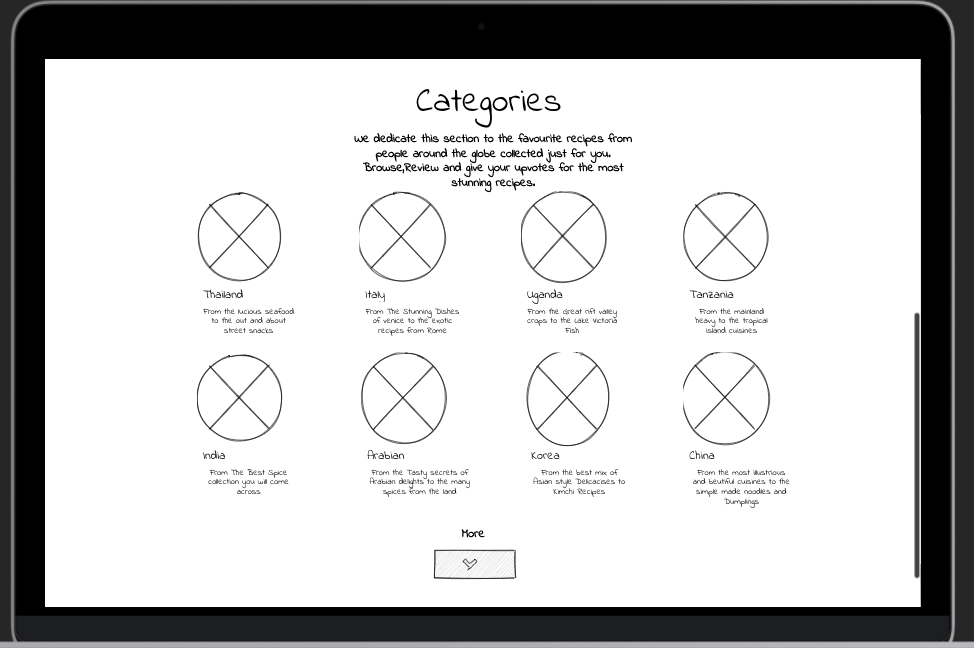 Categories
We dedicate this section to the favourite recipes from
people around the globe collected just for you.
Browse,Review and give your upvotes for the most
stunning recipes.
Thailand
From the lucious seafood
to the out and about
street snacks
Italy
From The Stunning Dishes
of venice to the exotic
recipes from Rome
Uganda
From the Great rift valley
crops to the Lake Victoria
Fish
Tanzania
From the mainland
heavy to the tropical
island cuisines
India
From The Best Spice
collection you will come
across
Arabian
From the Tasty secrets of
Arabian delights to the many
spices from the land
Korea
From the best mix of
Asian style Delicacises to
Kimchi Recipes
China
From the most illustrious
and beutiful cuisines to the
simple made noodles and
Dumplings
More